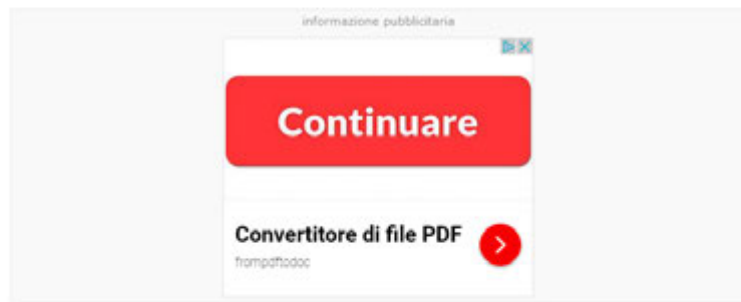 informazione pubblicitaria
Continuare
Convertitore di file PDF
frompdftodoc